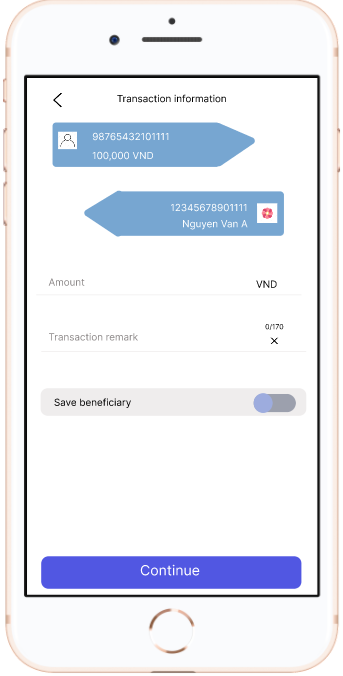 Transaction information
98765432101111
100,000 VND
12345678901111
Nguyen Van A
Amount
VND
0/170
Transaction remark
Save beneficiary
Continue